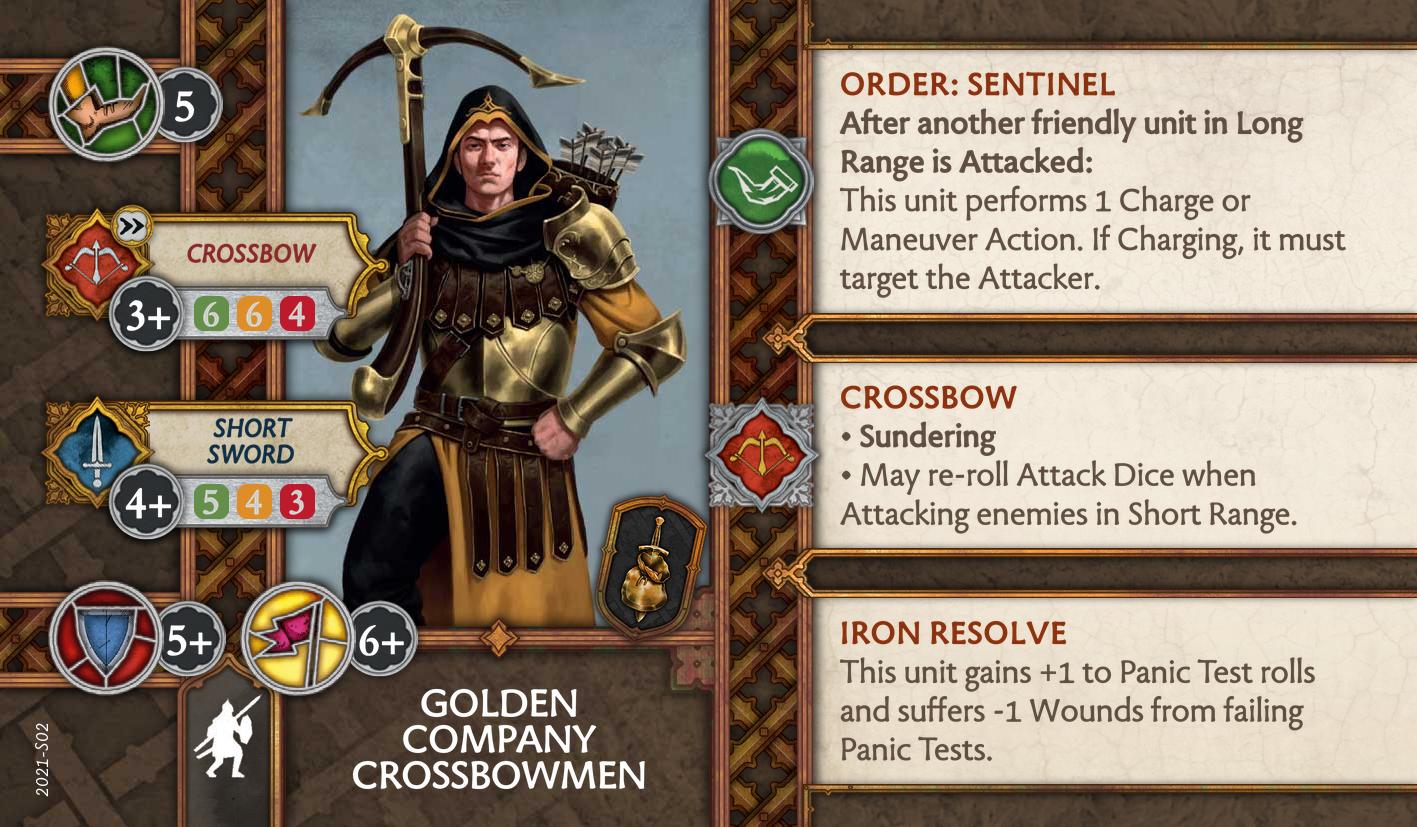 5
CROSSBOW
3+ 6 6 4
SHORT
SWORD
4+ 5 4 3
5+ 6+
GOLDEN
COMPANY
CROSSBOWMEN
2021-S02
ORDER: SENTINEL
After another friendly unit in Long
Range is Attacked:
This unit performs 1 Charge or
Maneuver Action. If Charging, it must
target the Attacker.
CROSSBOW
• Sundering
• May re-roll Attack Dice when
Attacking enemies in Short Range.
IRON RESOLVE
This unit gains +1 to Panic Test rolls
and suffers -1 Wounds from failing
Panic Tests.